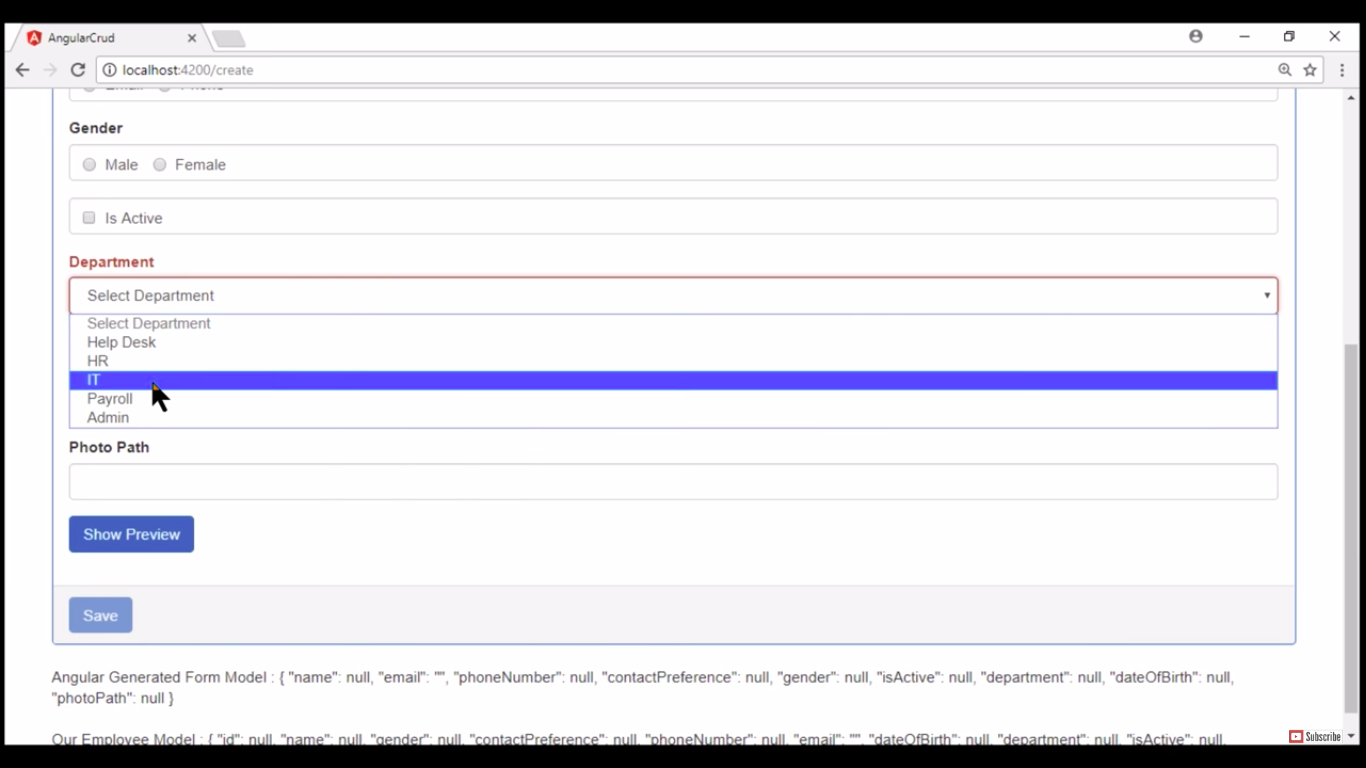 AngularCrud
localhost:4200/create
Email Phone
Gender
Male Female
Is Active
Department
Select Department
Select Department
Help Desk
HR
IT
Payroll
Admin
Photo Path
Show Preview
Save
Angular Generated Form Model : { "name": null, "email": "", "phoneNumber": null, "contactPreference": null, "gender": null, "isActive": null, "department": null, "dateOfBirth": null,
"photoPath": null }
Our Employee Model : { "id": null, "name": null, "gender": null, "contactPreference": null, "phoneNumber": null, "email": "", "dateOfBirth": null, "department": null, "isActive": null,
Subscribe